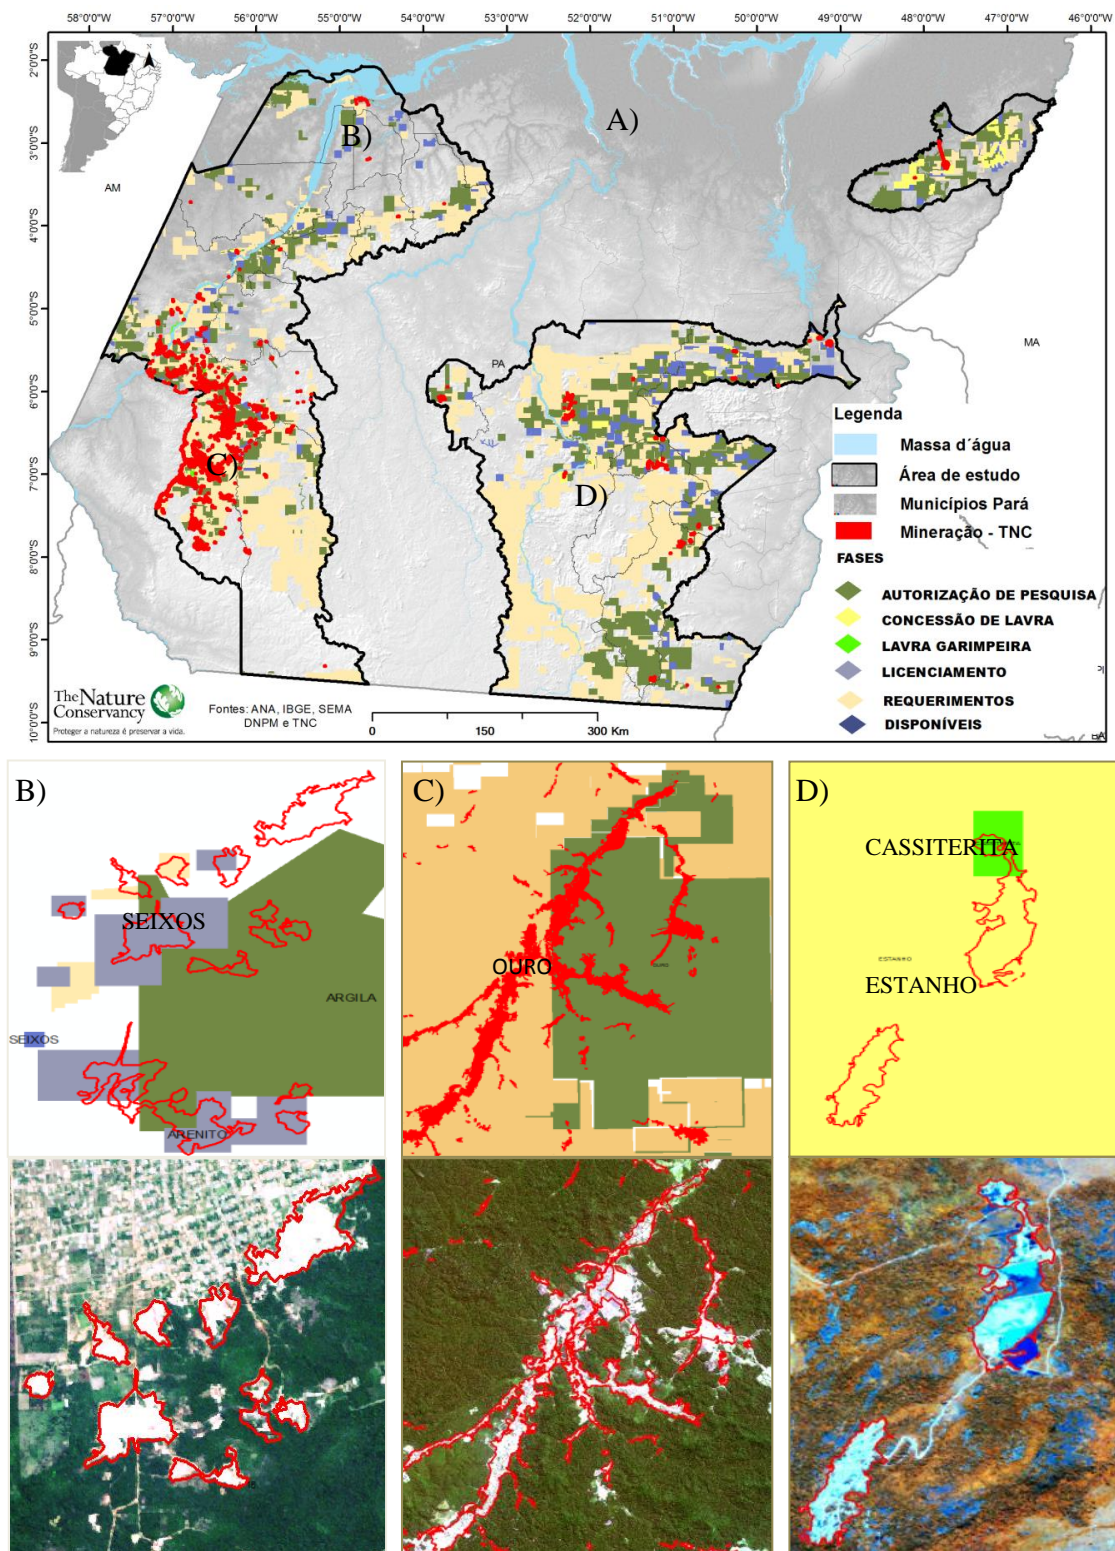 58°0'0"W 57°0'0"W 56°0'0"W 55°0'0"W 54°0'0"W 53°0'0"W 52°0'0"W 51°0'0"W 50°0'0"W 49°0'0"W 48°0'0"W 47°0'0"W 46°0'0"W
2°0'0"S
3°0'0"S
4°0'0"S
5°0'0"S
6°0'0"S
7°0'0"S
8°0'0"S
9°0'0"S
10°0'0"S
N
A)
B)
AM
MA
PA
C)
D)
Legenda
Massa d´água
Área de estudo
Municípios Pará
Mineração - TNC
FASES
AUTORIZAÇÃO DE PESQUISA
CONCESSÃO DE LAVRA
LAVRA GARIMPEIRA
LICENCIAMENTO
REQUERIMENTOS
DISPONÍVEIS
The Nature
Conservancy
Proteger a natureza é preservar a vida.
Fontes: ANA, IBGE, SEMA
DNPM e TNC
0 150 300 Km
B)
SEIXOS
ARGILA
SEIXOS
ARENITO
C)
OURO
OURO
D)
CASSITERITA
ESTANHO
ESTANHO